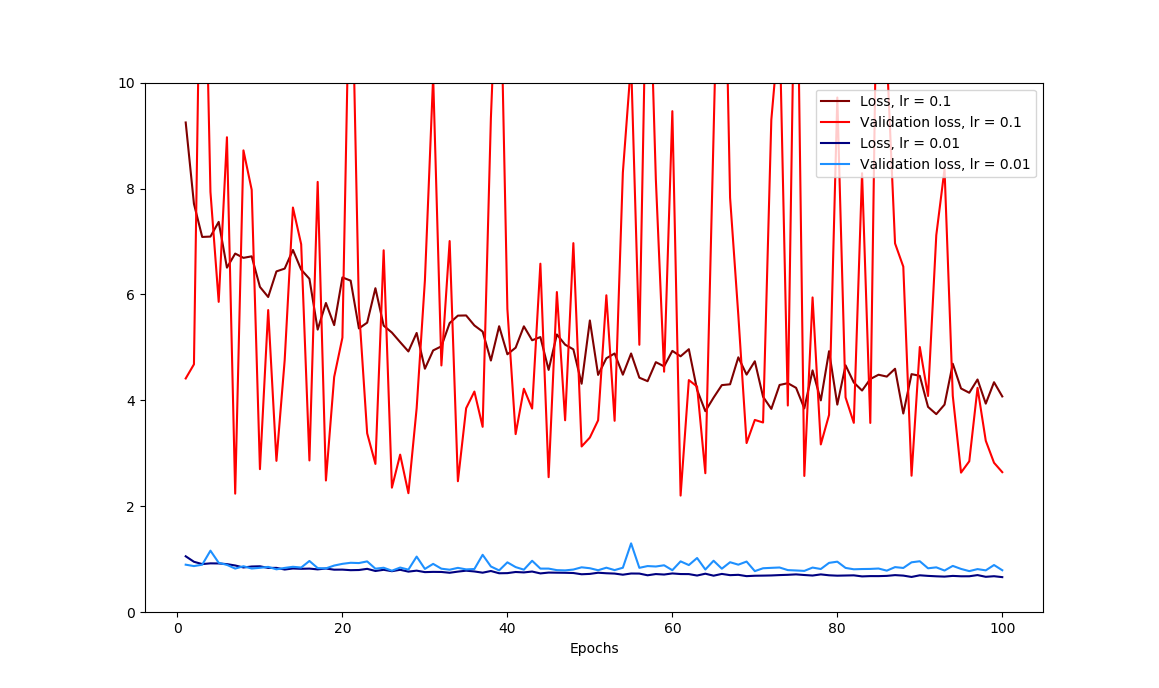 10
8
6
4
2
0
0 20 40 60 80 100
Epochs
Loss, lr = 0.1
Validation loss, lr = 0.1
Loss, lr = 0.01
Validation loss, lr = 0.01